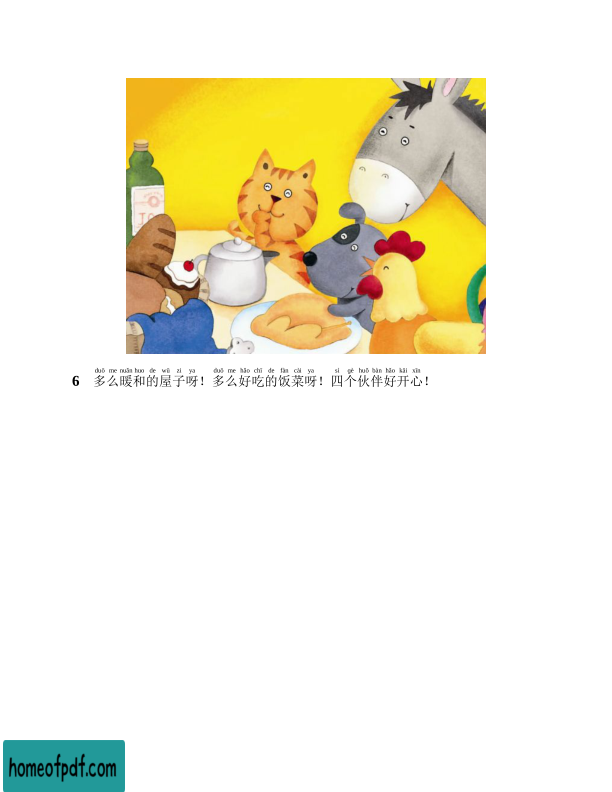 duō me nuǎn huo de wū zi ya duō me hǎo chī de fàn cài ya sì gè huǒ bàn hǎo kāi xīn
6 多么暖和的屋子呀！多么好吃的饭菜呀！四个伙伴好开心！
homeofpdf.com